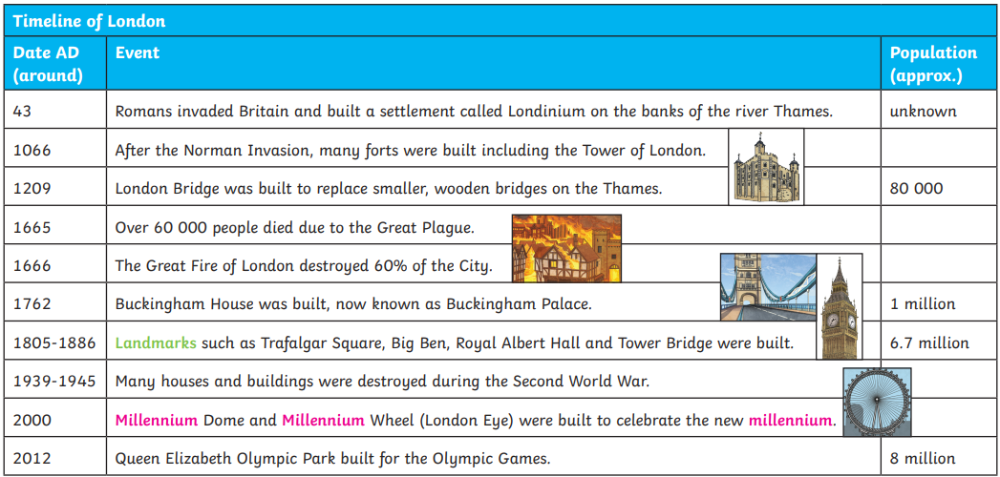 Timeline of London
Date AD (around) Event Population (approx.)
43 Romans invaded Britain and built a settlement called Londinium on the banks of the river Thames. unknown
1066 After the Norman Invasion, many forts were built including the Tower of London.
1209 London Bridge was built to replace smaller, wooden bridges on the Thames. 80 000
1665 Over 60 000 people died due to the Great Plague.
1666 The Great Fire of London destroyed 60% of the City.
1762 Buckingham House was built, now known as Buckingham Palace. 1 million
1805-1886 Landmarks such as Trafalgar Square, Big Ben, Royal Albert Hall and Tower Bridge were built. 6.7 million
1939-1945 Many houses and buildings were destroyed during the Second World War.
2000 Millennium Dome and Millennium Wheel (London Eye) were built to celebrate the new millennium.
2012 Queen Elizabeth Olympic Park built for the Olympic Games. 8 million